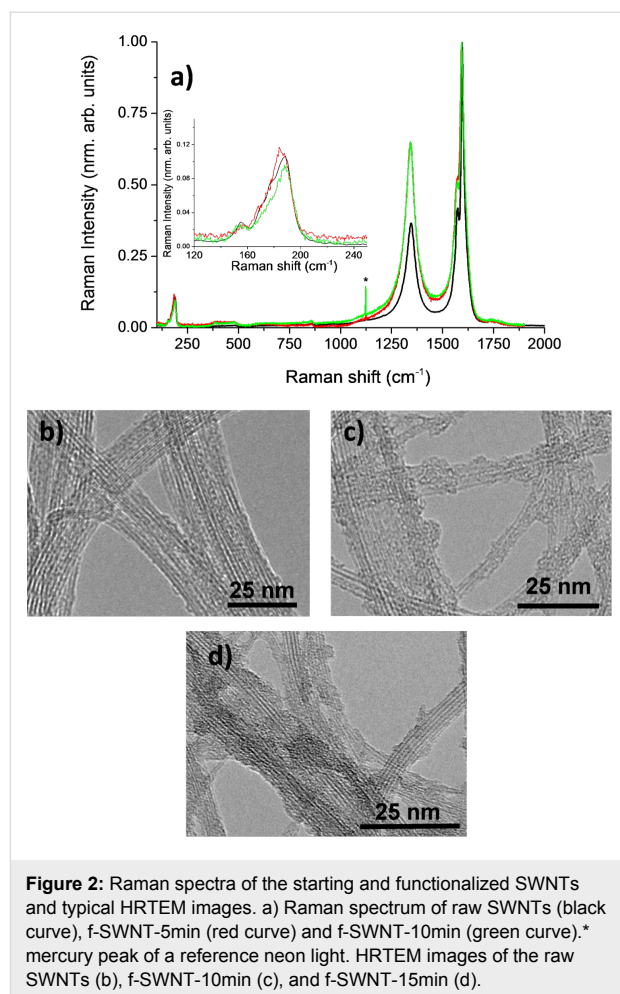 a)
1.00
0.75
0.50
0.25
0.00
Raman Intensity (nrm. arb. units)
250
500
750
1000
1250
1500
1750
2000
Raman shift (cm⁻¹)
*
0.12
0.08
0.04
0.00
Raman Intensity (nrm. arb. units)
120
160
200
240
Raman shift (cm⁻¹)
b)
25 nm
c)
25 nm
d)
25 nm
Figure 2: Raman spectra of the starting and functionalized SWNTs
and typical HRTEM images. a) Raman spectrum of raw SWNTs (black
curve), f-SWNT-5min (red curve) and f-SWNT-10min (green curve).*
mercury peak of a reference neon light. HRTEM images of the raw
SWNTs (b), f-SWNT-10min (c), and f-SWNT-15min (d).